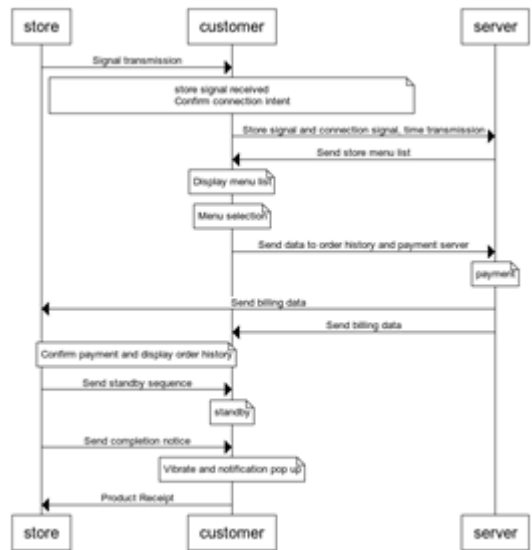 store customer server
Signal transmission
store signal received
Confirm connection intent
Store signal and connection signal, time transmission
Send store menu list
Display menu list
Menu selection
Send data to order history and payment server
payment
Send billing data
Send billing data
Confirm payment and display order history
Send standby sequence
standby
Send completion notice
Vibrate and notification pop up
Product Receipt
store customer server